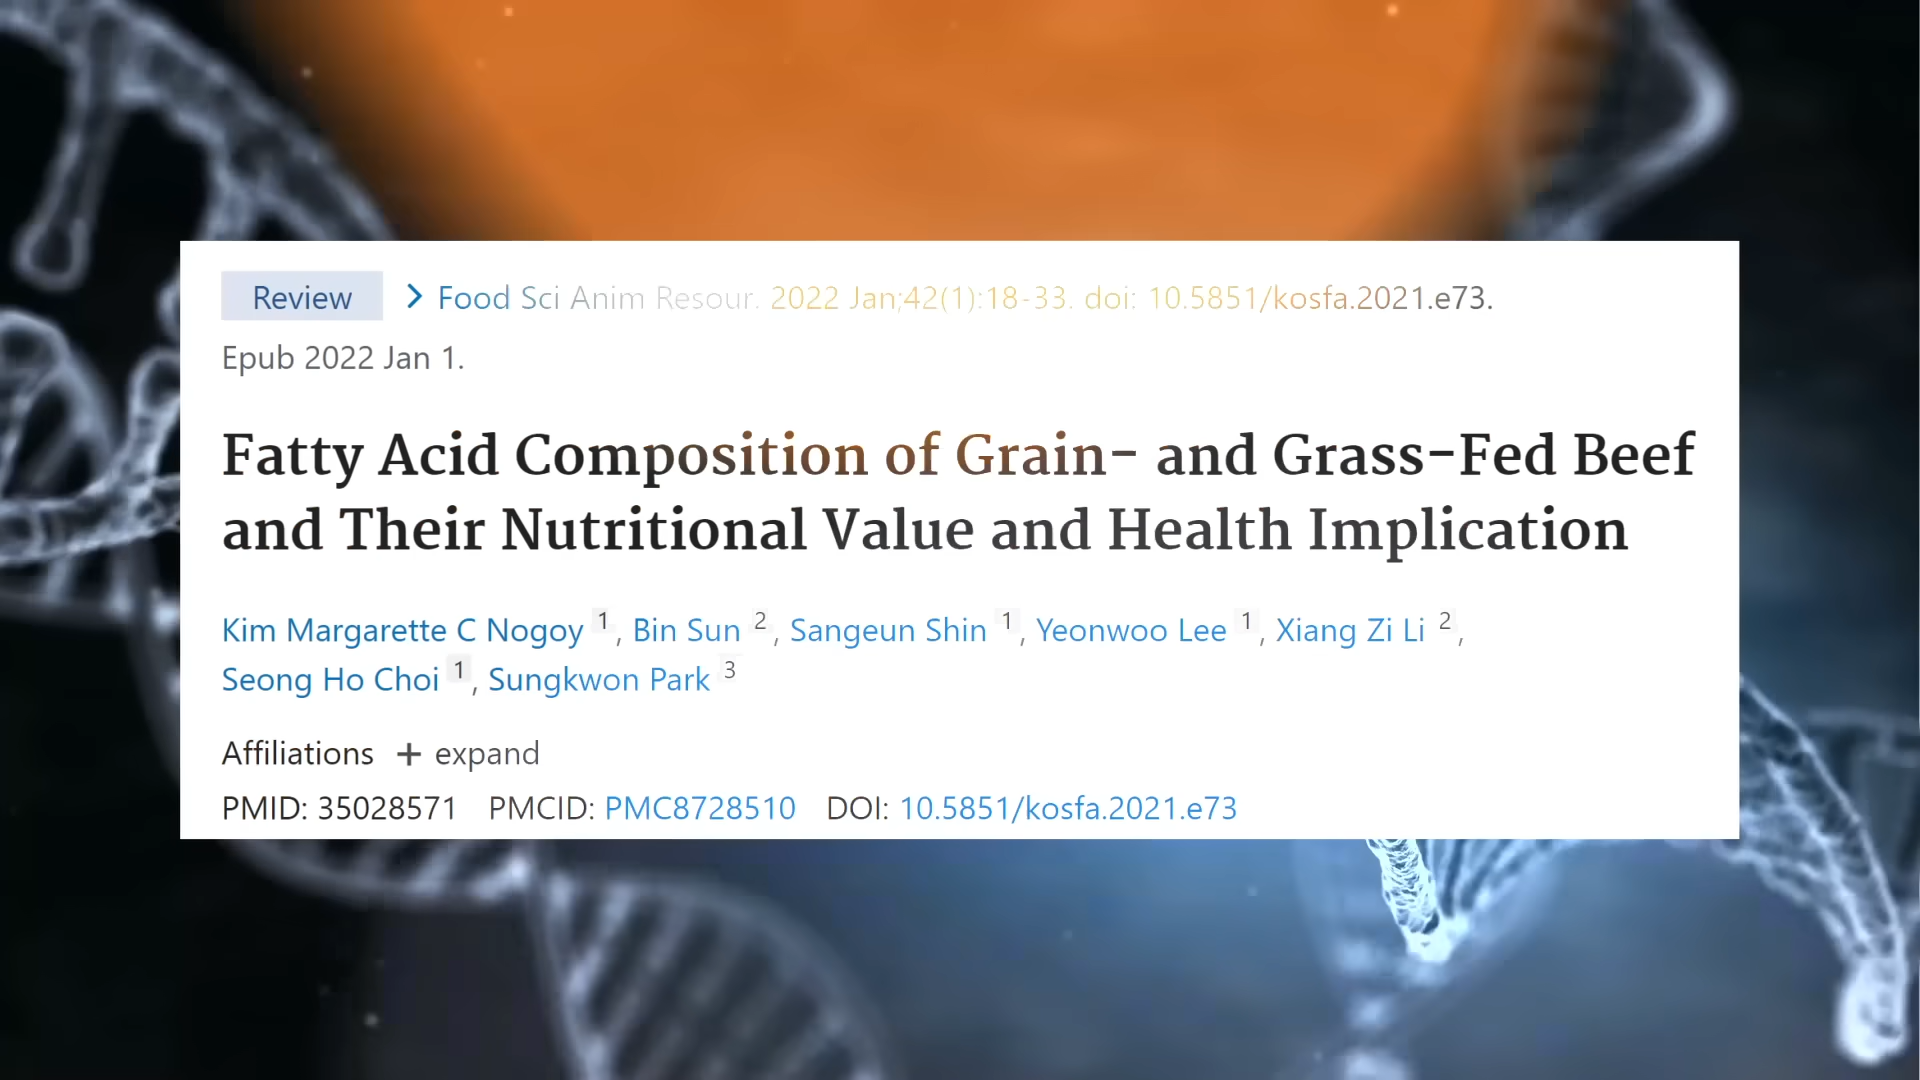 Review > Food Sci Anim Resour. 2022 Jan;42(1):18-33. doi: 10.5851/kosfa.2021.e73.
Epub 2022 Jan 1.
Fatty Acid Composition of Grain- and Grass-Fed Beef
and Their Nutritional Value and Health Implication
Kim Margarette C Nogoy 1, Bin Sun 2, Sangeun Shin 1, Yeonwoo Lee 1, Xiang Zi Li 2,
Seong Ho Choi 1, Sungkwon Park 3
Affiliations + expand
PMID: 35028571 PMCID: PMC8728510 DOI: 10.5851/kosfa.2021.e73